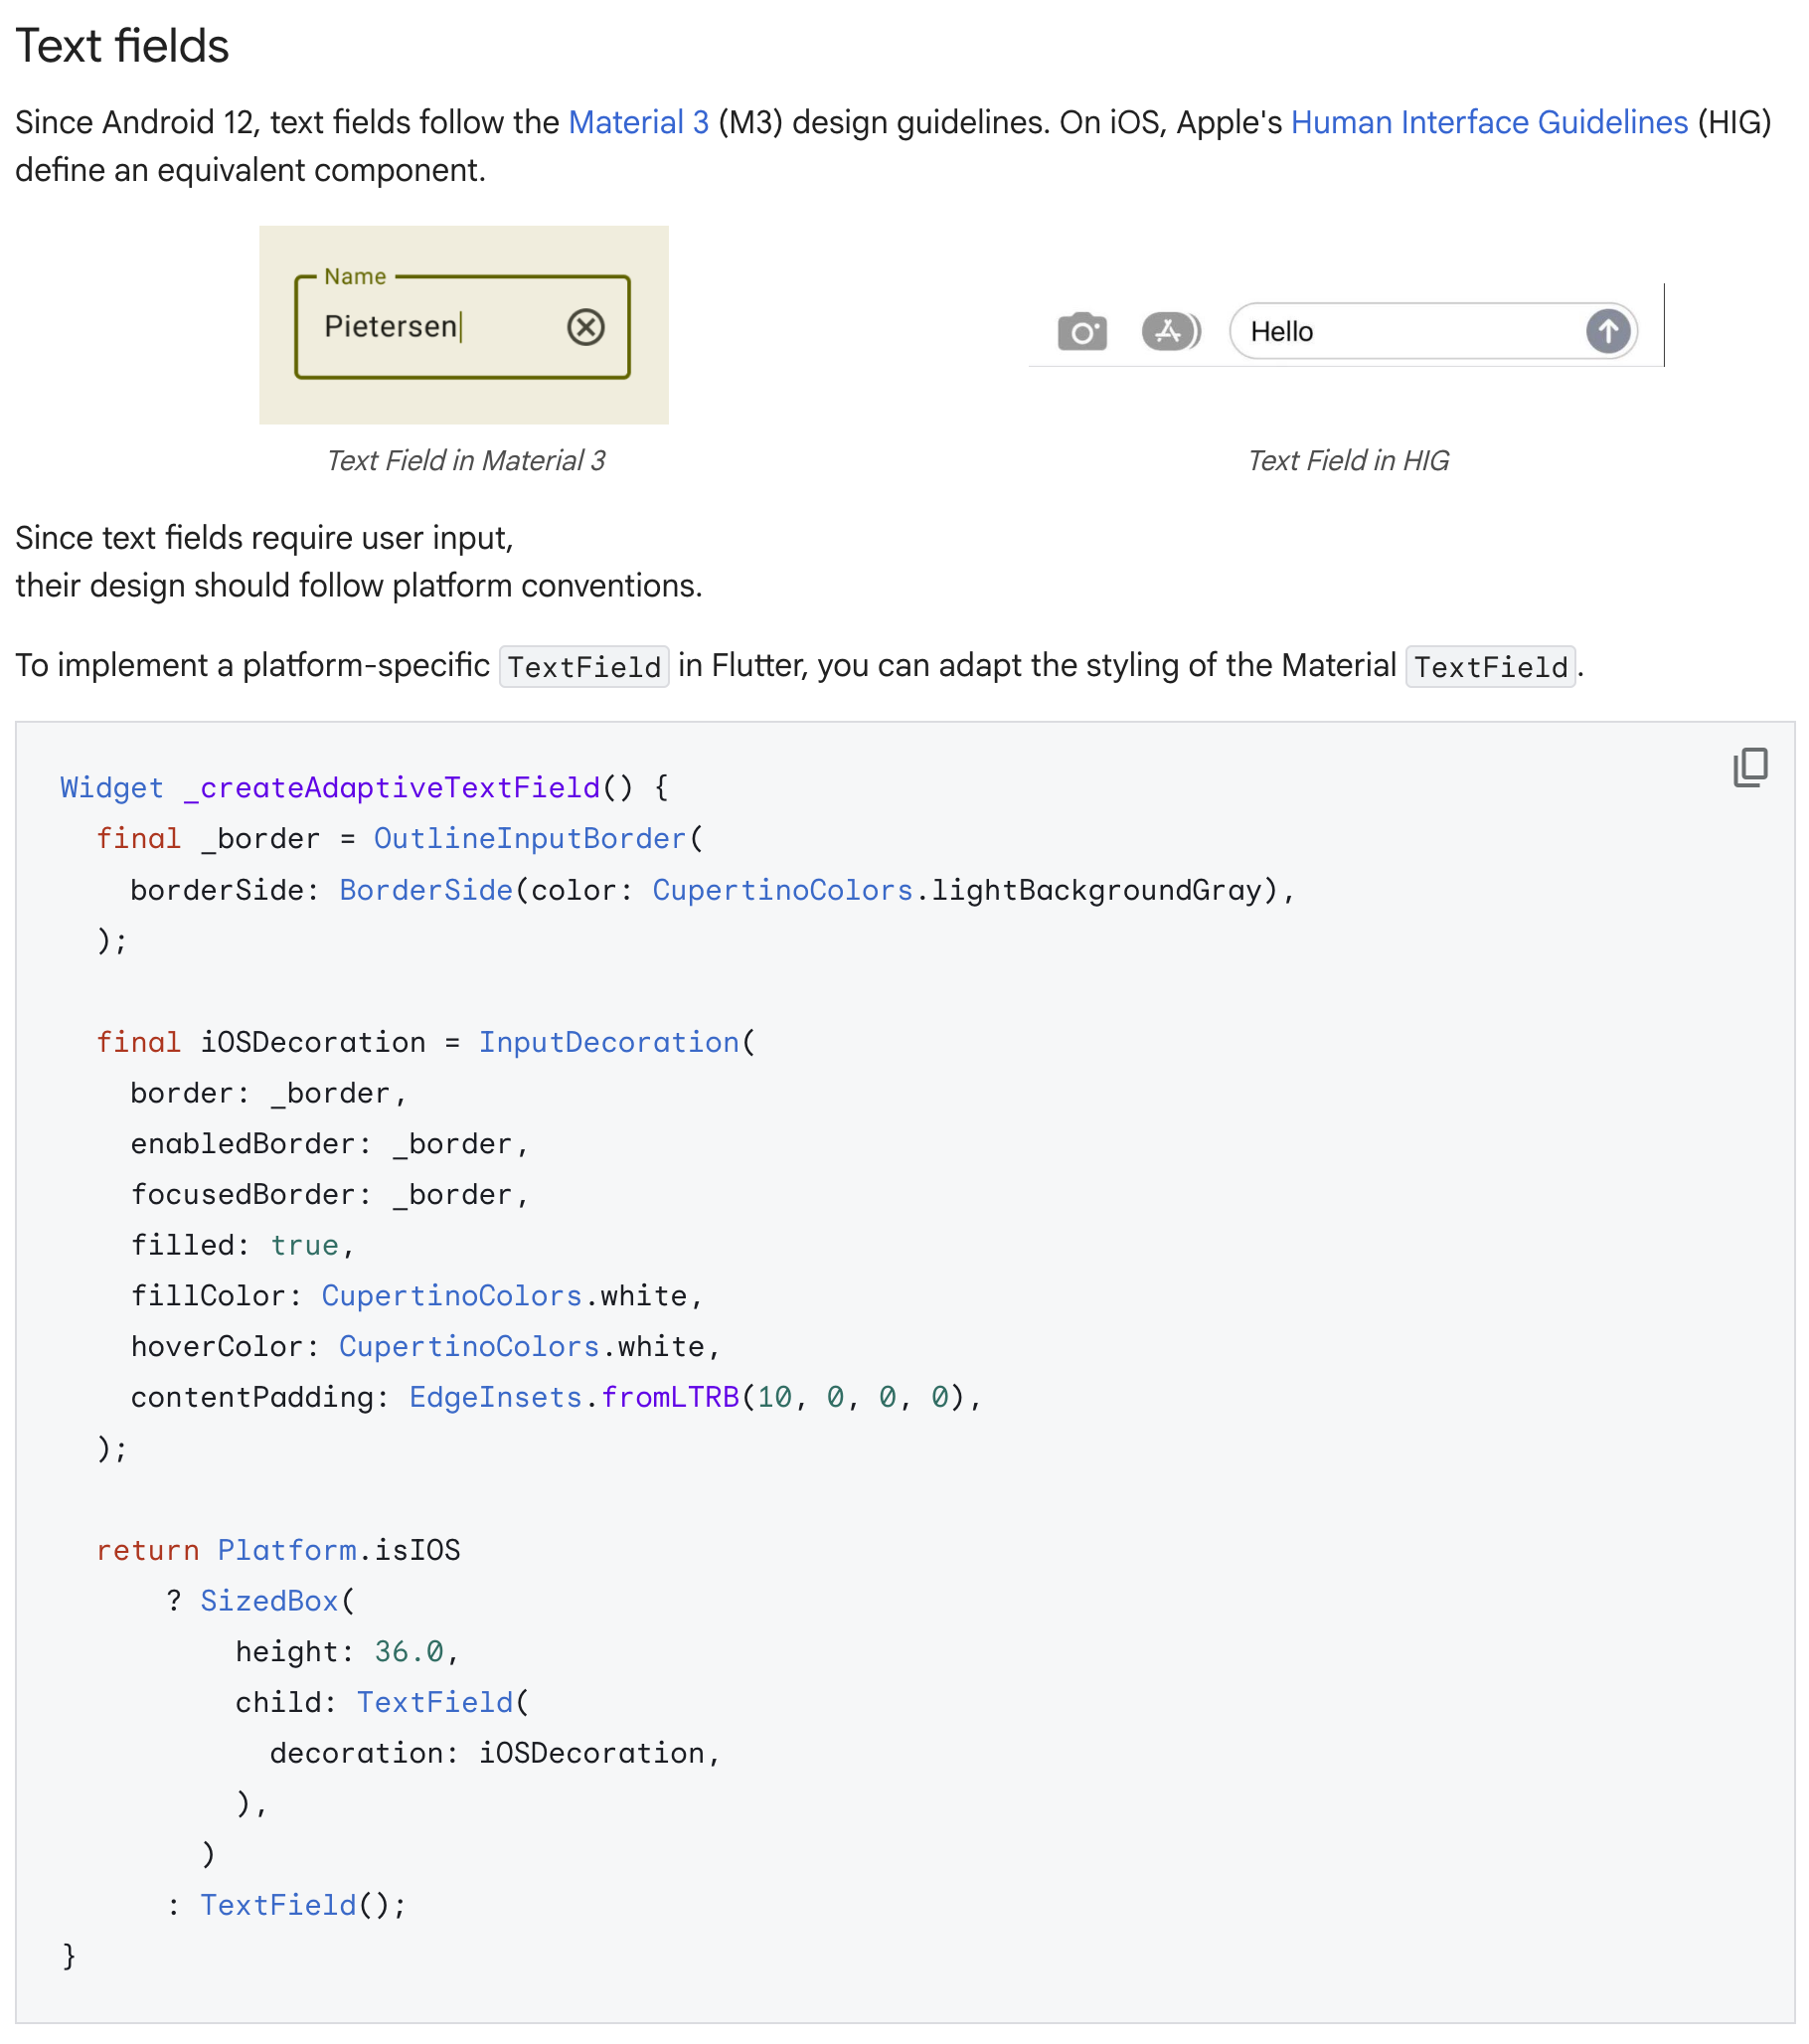 Text fields
Since Android 12, text fields follow the Material 3 (M3) design guidelines. On iOS, Apple's Human Interface Guidelines (HIG)
define an equivalent component.
Name
Pietersen
Hello
Text Field in Material 3
Text Field in HIG
Since text fields require user input,
their design should follow platform conventions.
To implement a platform-specific TextField in Flutter, you can adapt the styling of the Material TextField.
Widget _createAdaptiveTextField() {
  final _border = OutlineInputBorder(
    borderSide: BorderSide(color: CupertinoColors.lightBackgroundGray),
  );

  final iOSDecoration = InputDecoration(
    border: _border,
    enabledBorder: _border,
    focusedBorder: _border,
    filled: true,
    fillColor: CupertinoColors.white,
    hoverColor: CupertinoColors.white,
    contentPadding: EdgeInsets.fromLTRB(10, 0, 0, 0),
  );

  return Platform.isIOS
      ? SizedBox(
          height: 36.0,
          child: TextField(
            decoration: iOSDecoration,
          ),
        )
      : TextField();
}